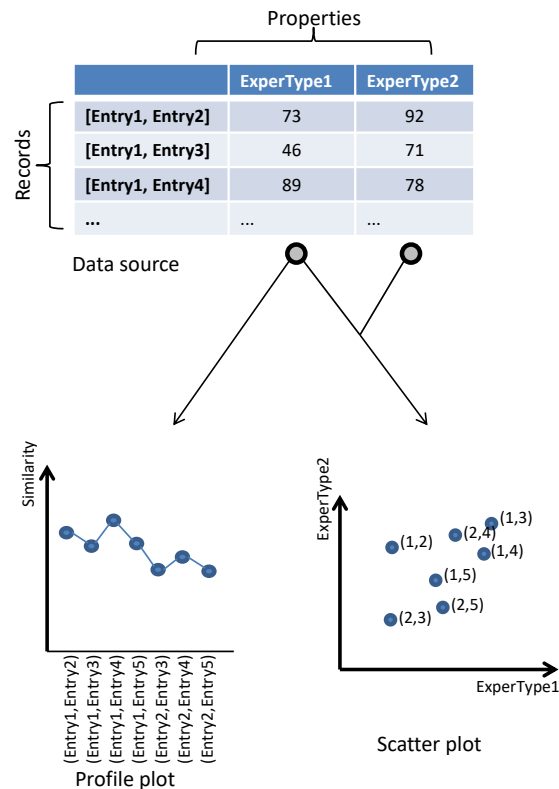 Properties
ExperType1 ExperType2
Records
[Entry1, Entry2] 73 92
[Entry1, Entry3] 46 71
[Entry1, Entry4] 89 78
... ... ...
Data source
Similarity
(Entry1,Entry2)
(Entry1,Entry3)
(Entry1,Entry4)
(Entry1,Entry5)
(Entry2,Entry3)
(Entry2,Entry4)
(Entry2,Entry5)
Profile plot
ExperType2
(1,2)
(2,4)
(1,3)
(1,4)
(1,5)
(2,3)
(2,5)
ExperType1
Scatter plot